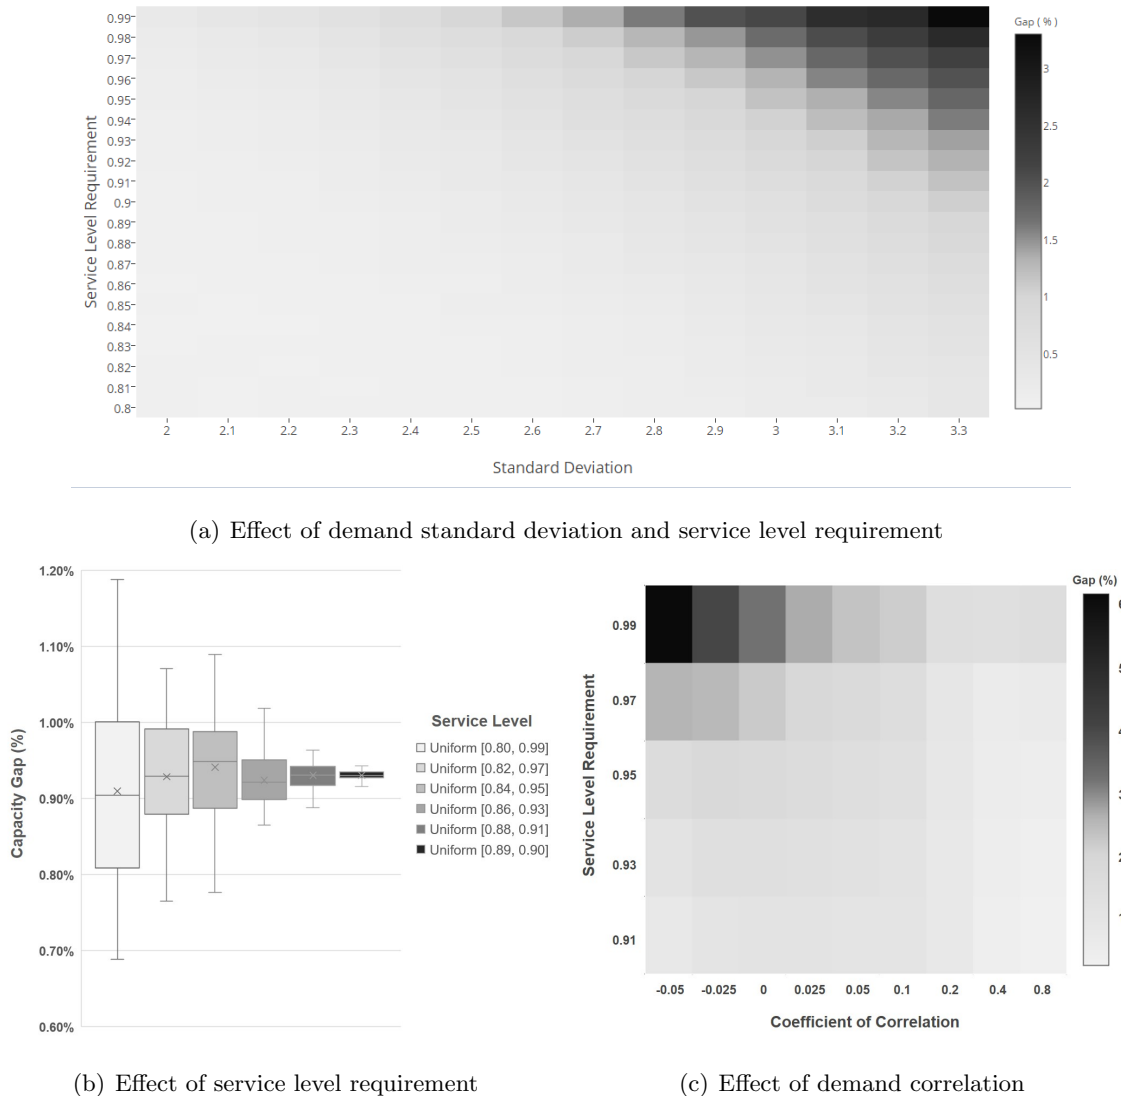 Gap ( % )
0.99
0.98
0.97
0.96
0.95
0.94
0.93
0.92
0.91
0.9
0.89
0.88
0.87
0.86
0.85
0.84
0.83
0.82
0.81
0.8
Service Level Requirement
3
2.5
2
1.5
1
0.5
2 2.1 2.2 2.3 2.4 2.5 2.6 2.7 2.8 2.9 3 3.1 3.2 3.3
Standard Deviation
(a) Effect of demand standard deviation and service level requirement
1.20%
1.10%
1.00%
0.90%
0.80%
0.70%
0.60%
Capacity Gap (%)
Service Level
Uniform [0.80, 0.99]
Uniform [0.82, 0.97]
Uniform [0.84, 0.95]
Uniform [0.86, 0.93]
Uniform [0.88, 0.91]
Uniform [0.89, 0.90]
(b) Effect of service level requirement
Gap (%)
0.99
0.97
0.95
0.93
0.91
Service Level Requirement
-0.05 -0.025 0 0.025 0.05 0.1 0.2 0.4 0.8
Coefficient of Correlation
(c) Effect of demand correlation